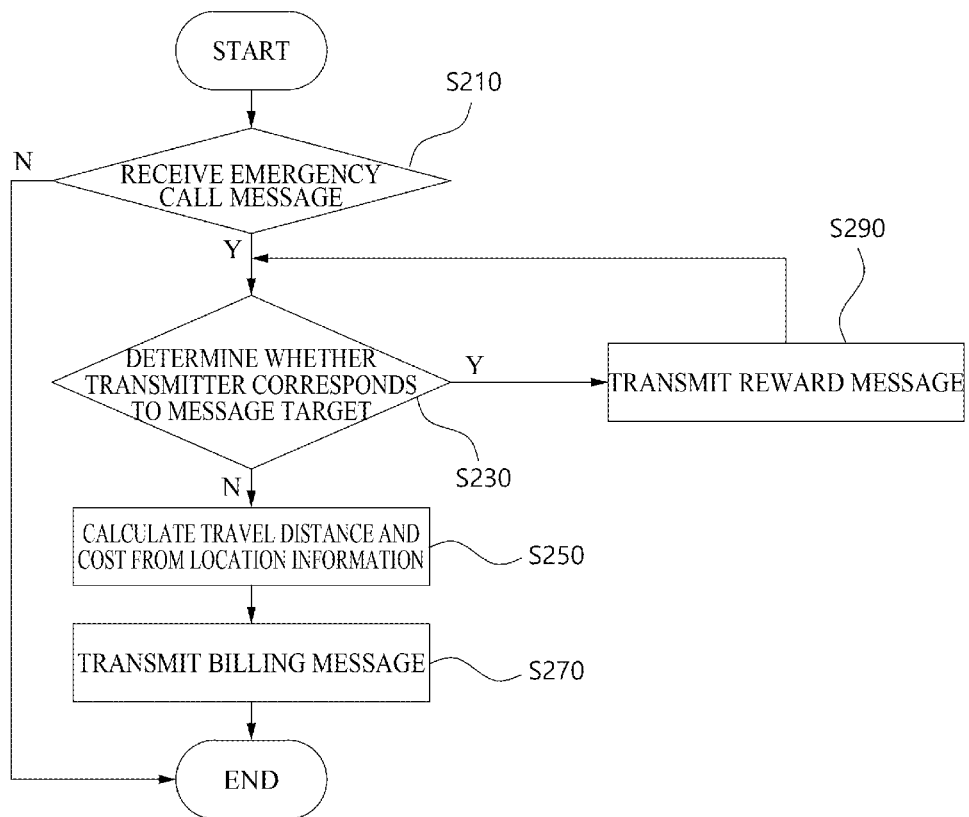 START
S210
N
RECEIVE EMERGENCY
CALL MESSAGE
Y
S290
DETERMINE WHETHER
TRANSMITTER CORRESPONDS
TO MESSAGE TARGET
Y
TRANSMIT REWARD MESSAGE
S230
N
CALCULATE TRAVEL DISTANCE AND
COST FROM LOCATION INFORMATION
S250
TRANSMIT BILLING MESSAGE
S270
END